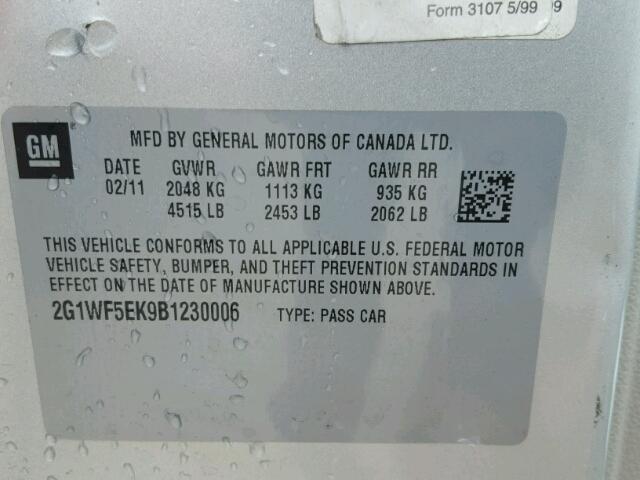 Form 3107 5/99 09
GM
MFD BY GENERAL MOTORS OF CANADA LTD.
DATE GVWR GAWR FRT GAWR RR
02/11 2048 KG 1113 KG 935 KG
4515 LB 2453 LB 2062 LB
THIS VEHICLE CONFORMS TO ALL APPLICABLE U.S. FEDERAL MOTOR
VEHICLE SAFETY, BUMPER, AND THEFT PREVENTION STANDARDS IN
EFFECT ON THE DATE OF MANUFACTURE SHOWN ABOVE.
2G1WF5EK9B1230006 TYPE: PASS CAR